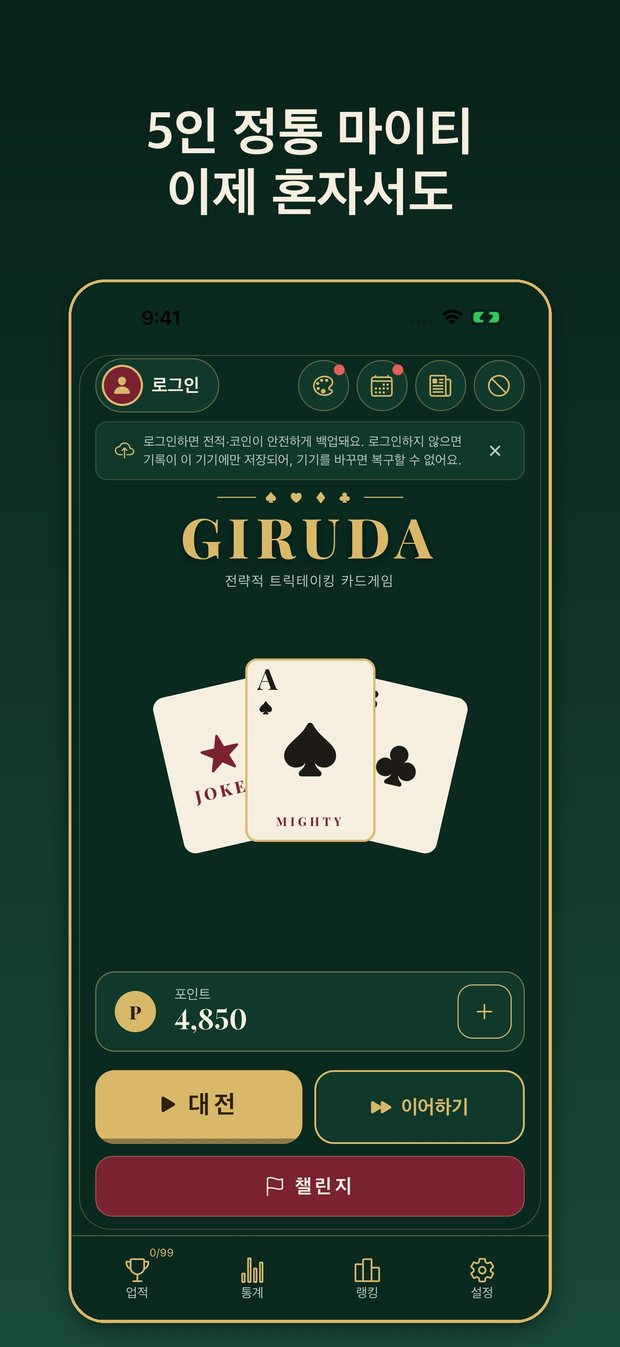 5인 정통 마이티
이제 혼자서도
9:41
로그인
로그인하면 전적·코인이 안전하게 백업돼요. 로그인하지 않으면
기록이 이 기기에만 저장되어, 기기를 바꾸면 복구할 수 없어요.
GIRUDA
전략적 트릭테이킹 카드게임
A
JOKE
MIGHTY
포인트
P
4,850
대전
이어하기
챌린지
0/99
업적
통계
랭킹
설정